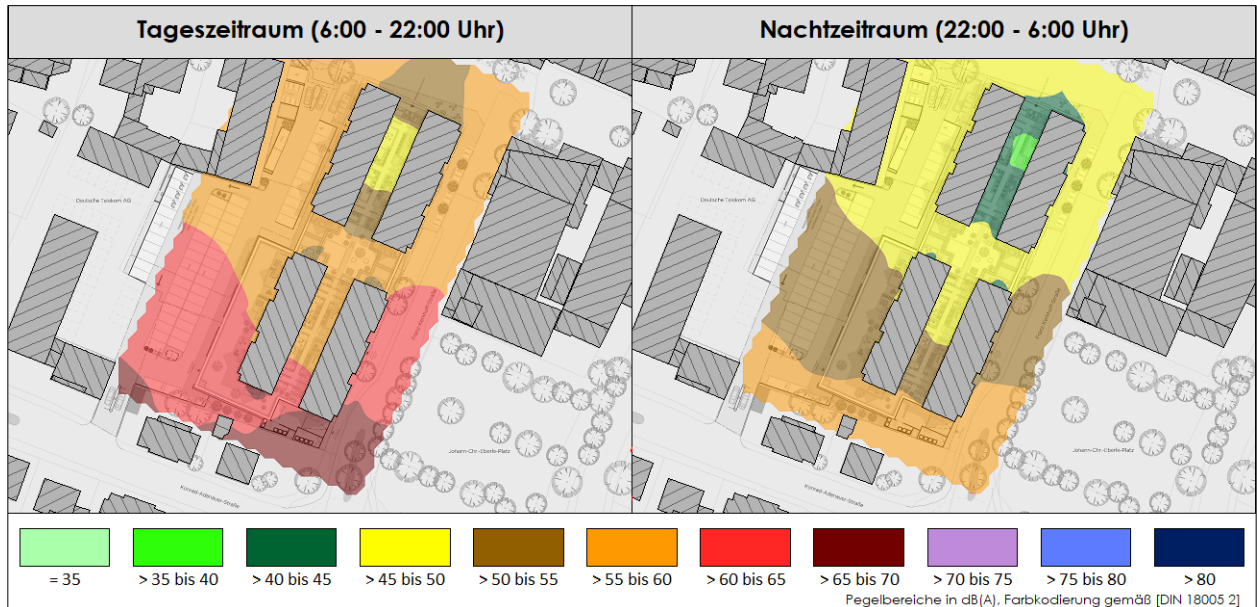 Tageszeitraum (6:00 - 22:00 Uhr)
Nachtzeitraum (22:00 - 6:00 Uhr)
Deutsche Telekom AG
Johann-Chr.-Eberle-Platz
Konrad-Adenauer-Straße
Deutsche Telekom AG
Johann-Chr.-Eberle-Platz
Konrad-Adenauer-Straße
= 35
> 35 bis 40
> 40 bis 45
> 45 bis 50
> 50 bis 55
> 55 bis 60
> 60 bis 65
> 65 bis 70
> 70 bis 75
> 75 bis 80
> 80
Pegelbereiche in dB(A), Farbkodierung gemäß [DIN 18005 2]